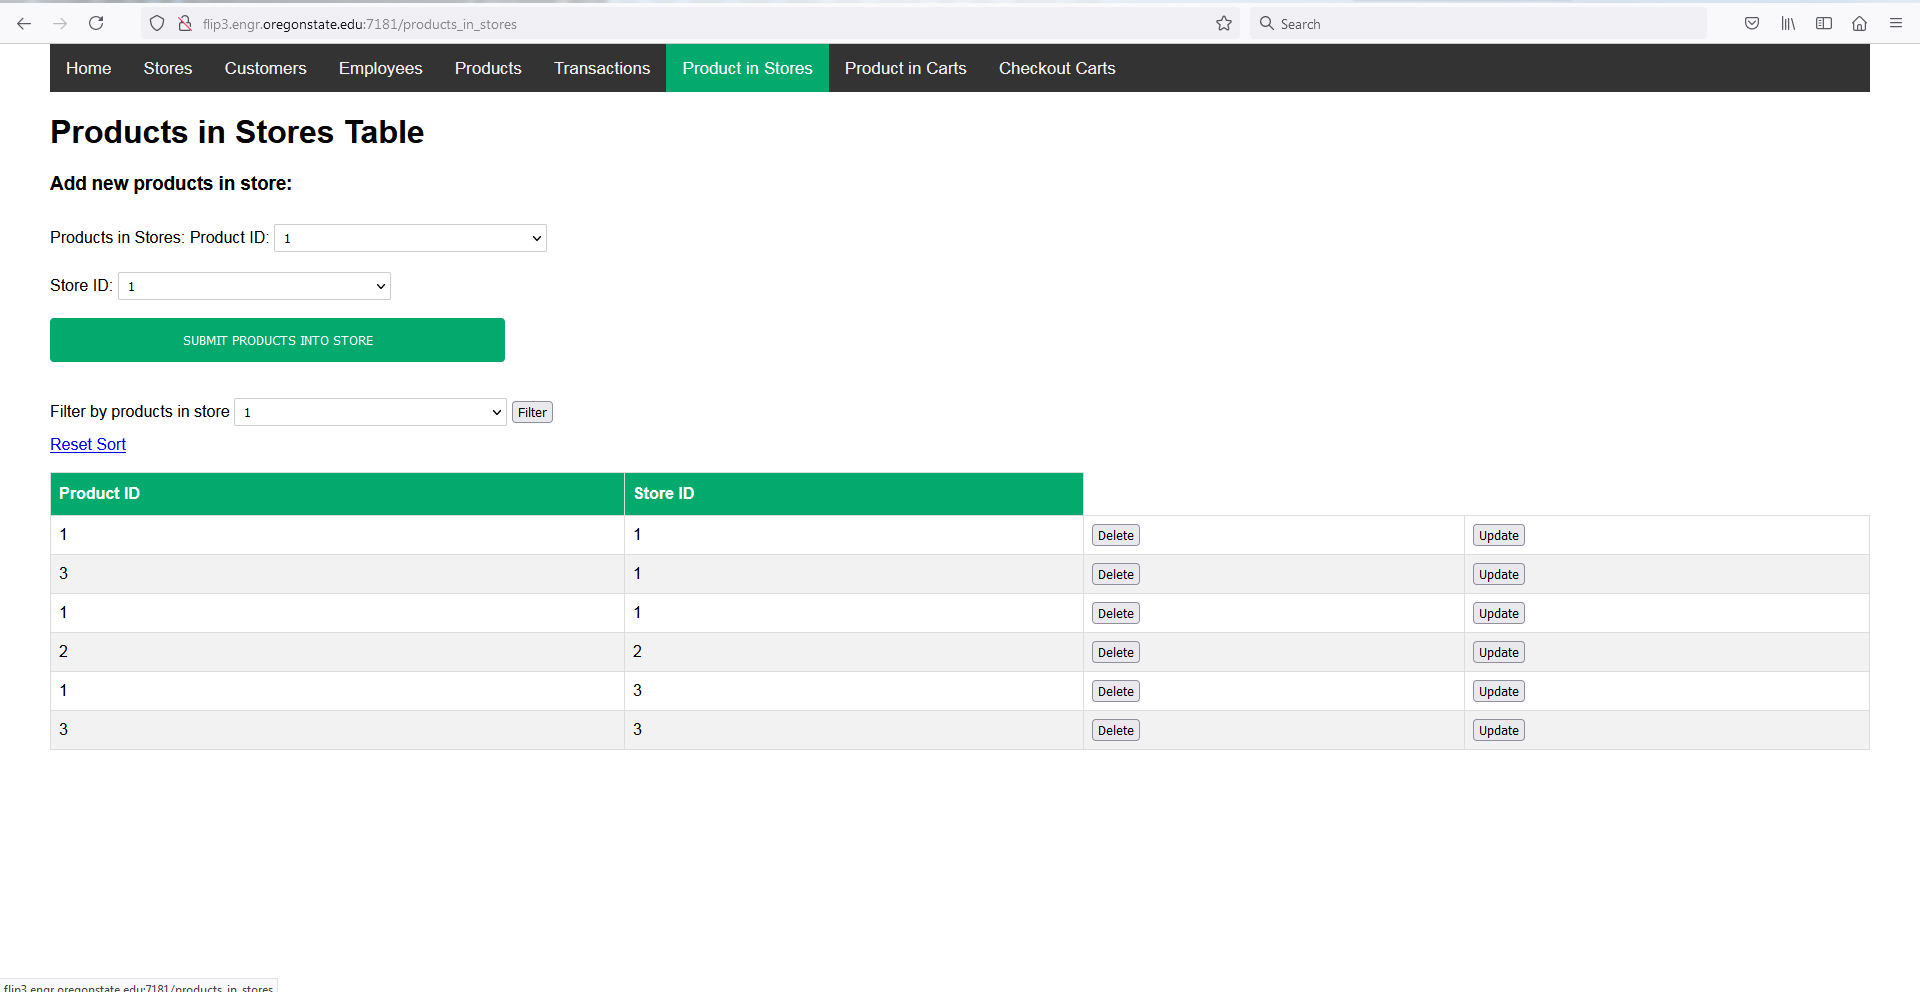 flip3.engr.oregonstate.edu:7181/products_in_stores Search
Home Stores Customers Employees Products Transactions Product in Stores Product in Carts Checkout Carts
Products in Stores Table
Add new products in store:
Products in Stores: Product ID: 1
Store ID: 1
SUBMIT PRODUCTS INTO STORE
Filter by products in store 1 Filter
Reset Sort
Product ID Store ID
1 1 Delete Update
3 1 Delete Update
1 1 Delete Update
2 2 Delete Update
1 3 Delete Update
3 3 Delete Update
flip3.engr.oregonstate.edu:7181/products_in_stores